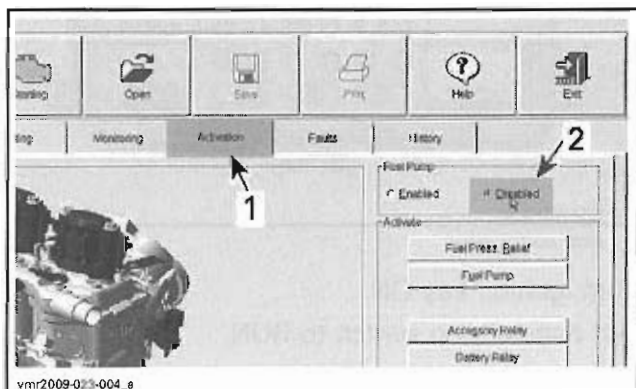 Open
Save
Print
Help
Exit
Monitoring
Activation
Faults
History
2
1
Fuel Pump
Enabled
Disabled
Activate
Fuel Press. Relief
Fuel Pump
Accessory Relay
Battery Relay
vmr2009-023-004_a